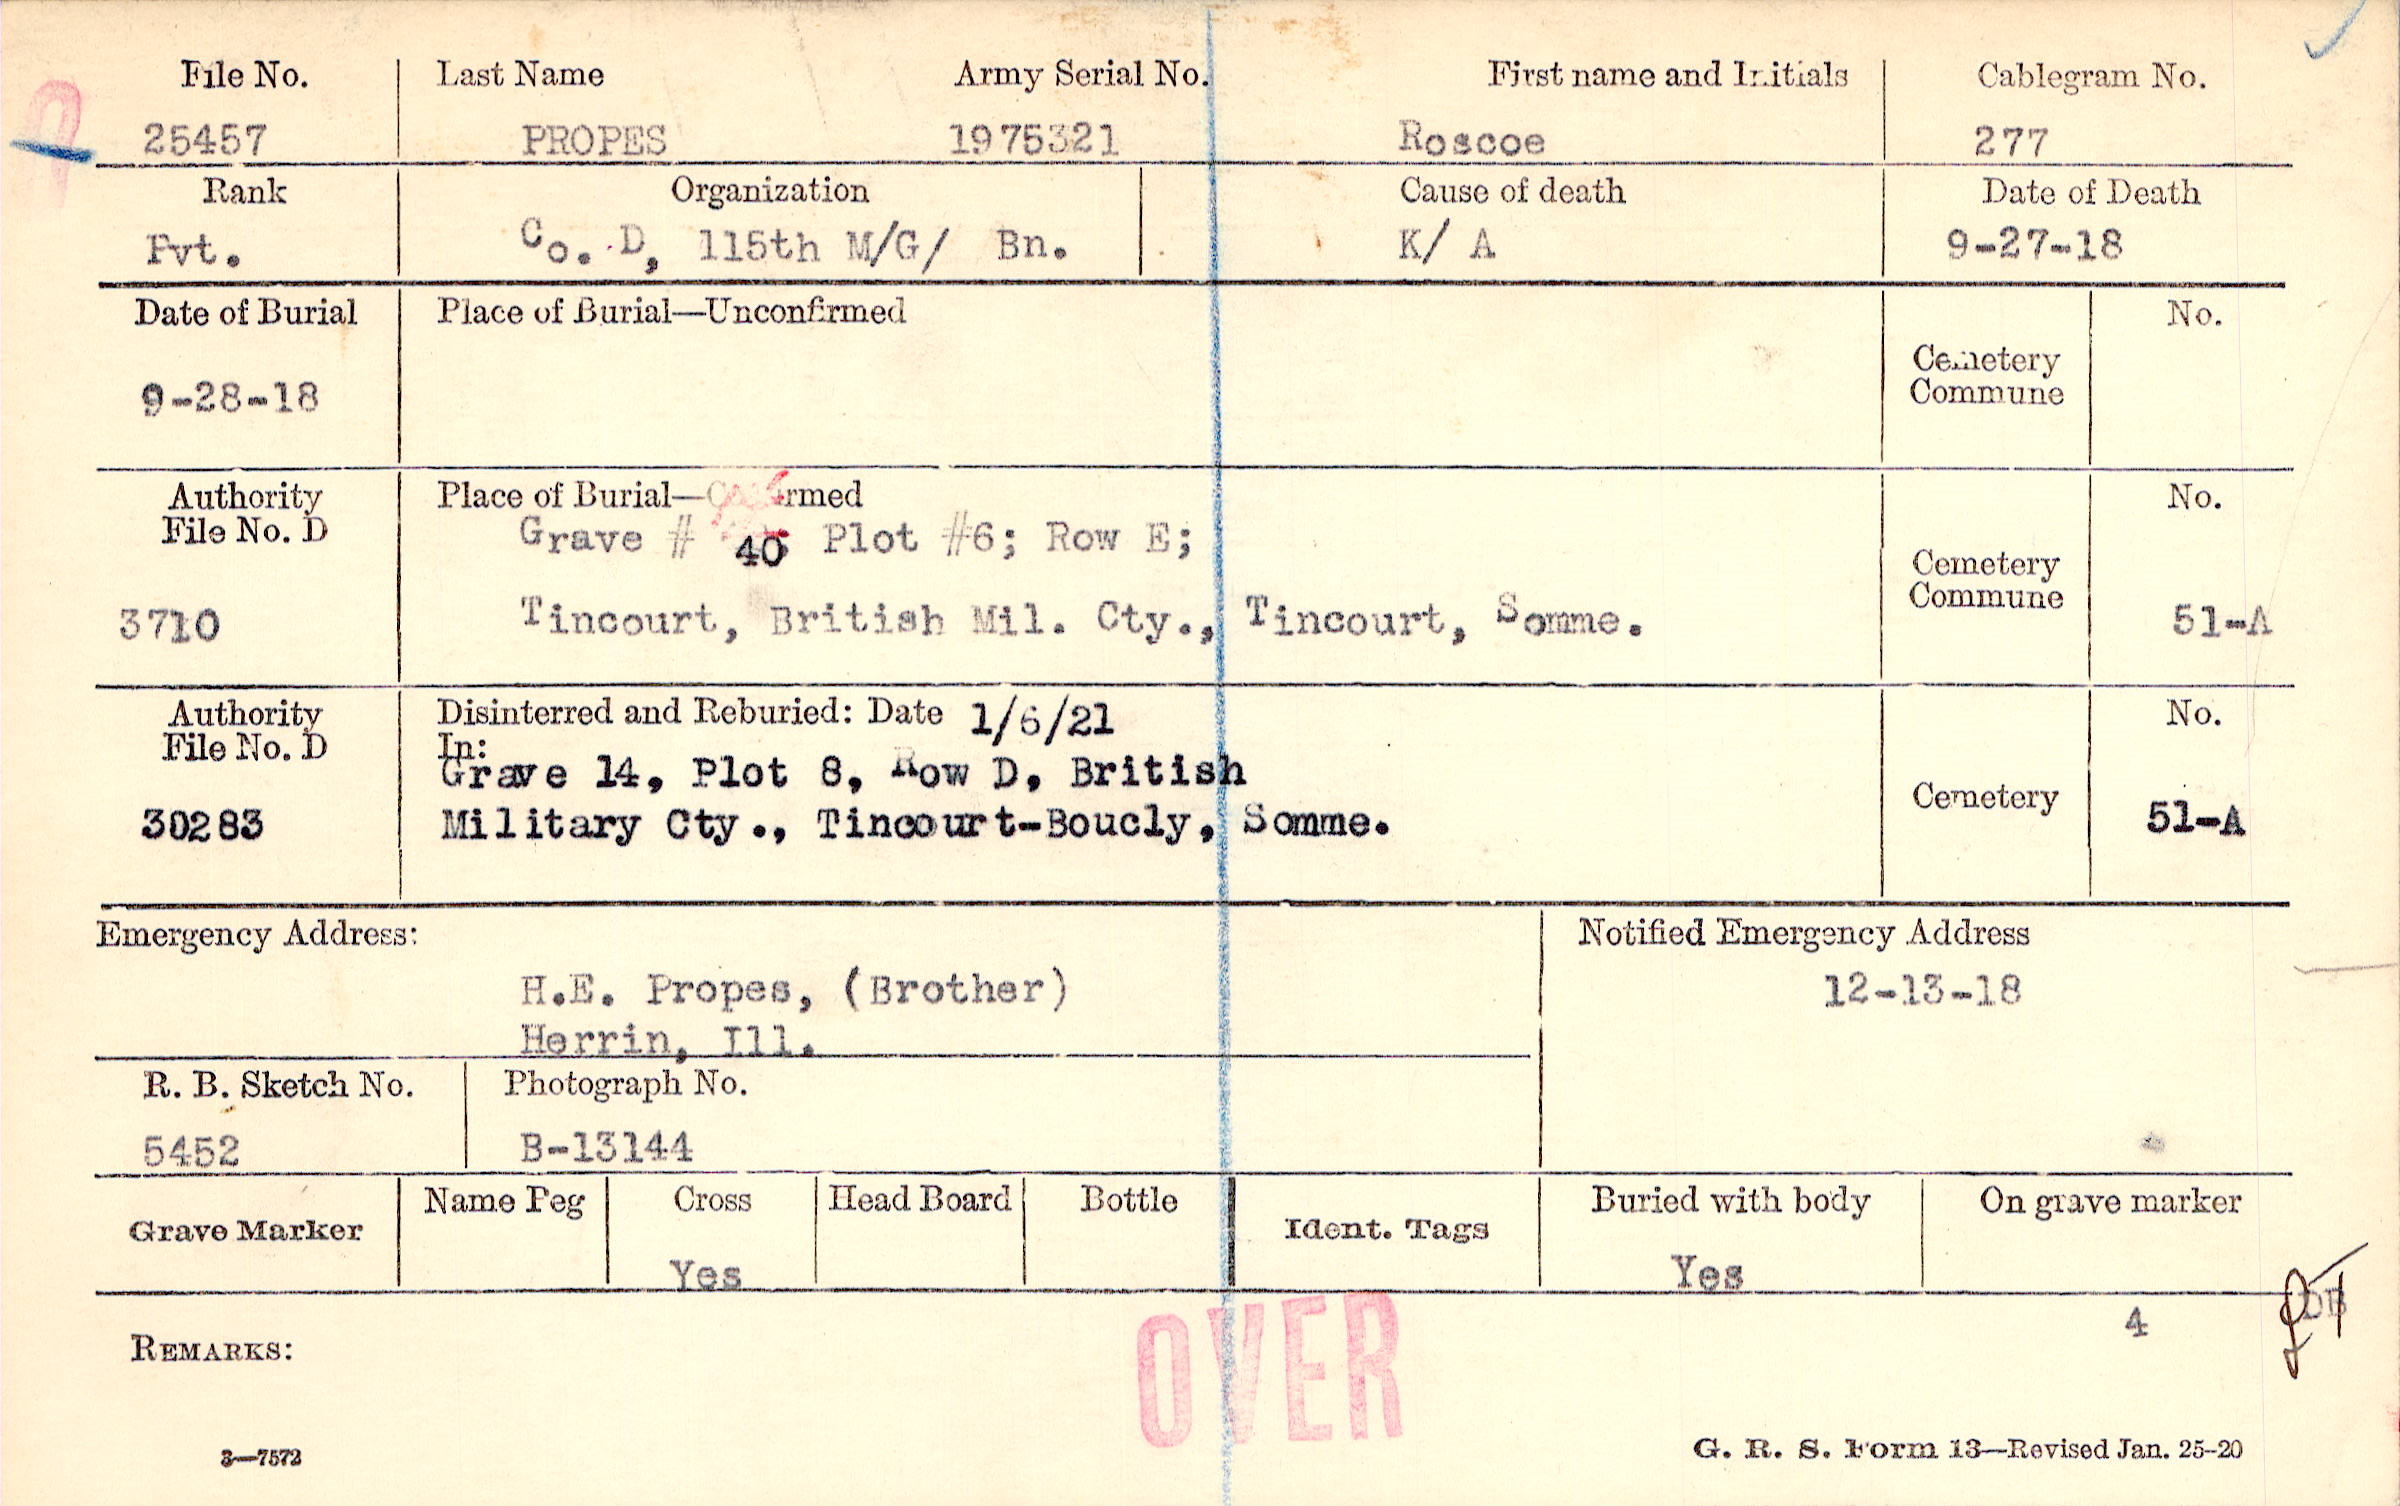 File No. Last Name Army Serial No. First name and Initials Cablegram No.
25457 PROPES 1975321 Roscoe 277
Rank Organization Cause of death Date of Death
Pvt. Co. D, 115th M/G/ Bn. K/ A 9-27-18
Date of Burial Place of Burial—Unconfirmed No.
Cemetery
Commune
9-28-18
Authority Place of Burial—Confirmed No.
File No. D Grave # 40 Plot #6; Row E;
Cemetery
Commune
3710 Tincourt, British Mil. Cty., Tincourt, Somme. 51-A
Authority Disinterred and Reburied: Date 1/6/21 No.
File No. D In:
Grave 14, Plot 8, Row D, British
Cemetery
30283 Military Cty., Tincourt-Boucly, Somme. 51-A
Emergency Address: Notified Emergency Address
H.E. Propes, (Brother) 12-13-18
Herrin, Ill.
R. B. Sketch No. Photograph No.
5452 B-13144
Grave Marker Name Peg Cross Head Board Bottle Ident. Tags Buried with body On grave marker
Yes Yes
4
REMARKS:
OVER
3—7572 G. R. S. Form 13—Revised Jan. 25-20